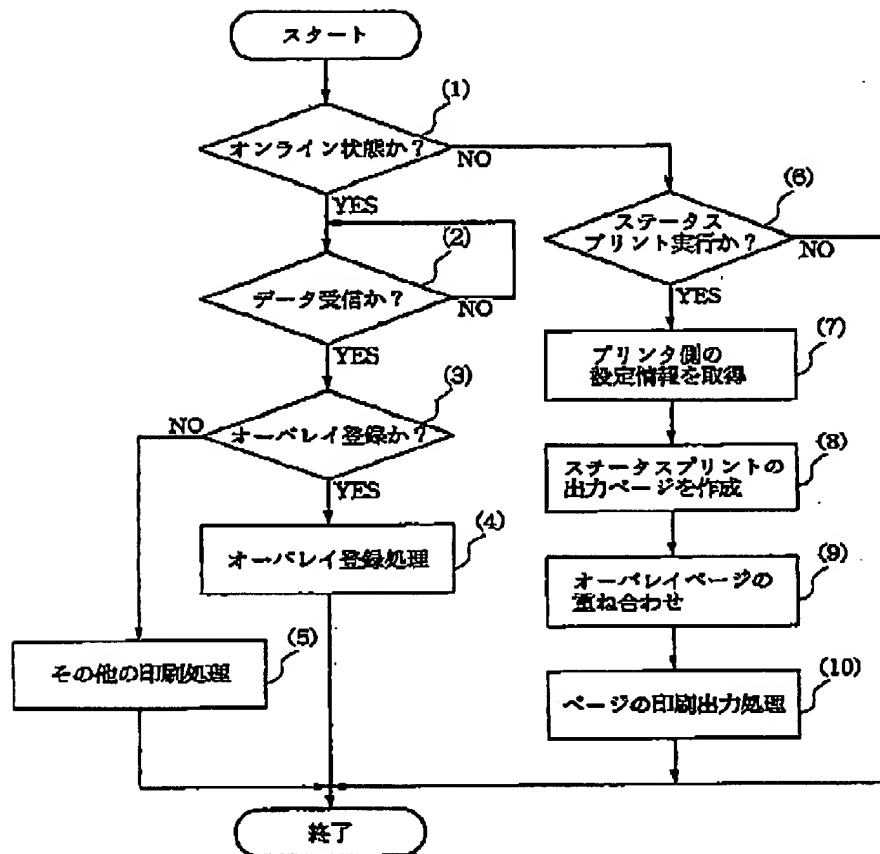 スタート
(1)
オンライン状態か？
NO
YES
(6)
ステータス
プリント実行か？
NO
YES
(2)
データ受信か？
NO
YES
(7)
プリンタ側の
設定情報を取得
(3)
NO
オーバレイ登録か？
YES
(8)
ステータスプリントの
出力ページを作成
(4)
オーバレイ登録処理
(9)
オーバレイページの
重ね合わせ
(5)
その他の印刷処理
(10)
ページの印刷出力処理
終了